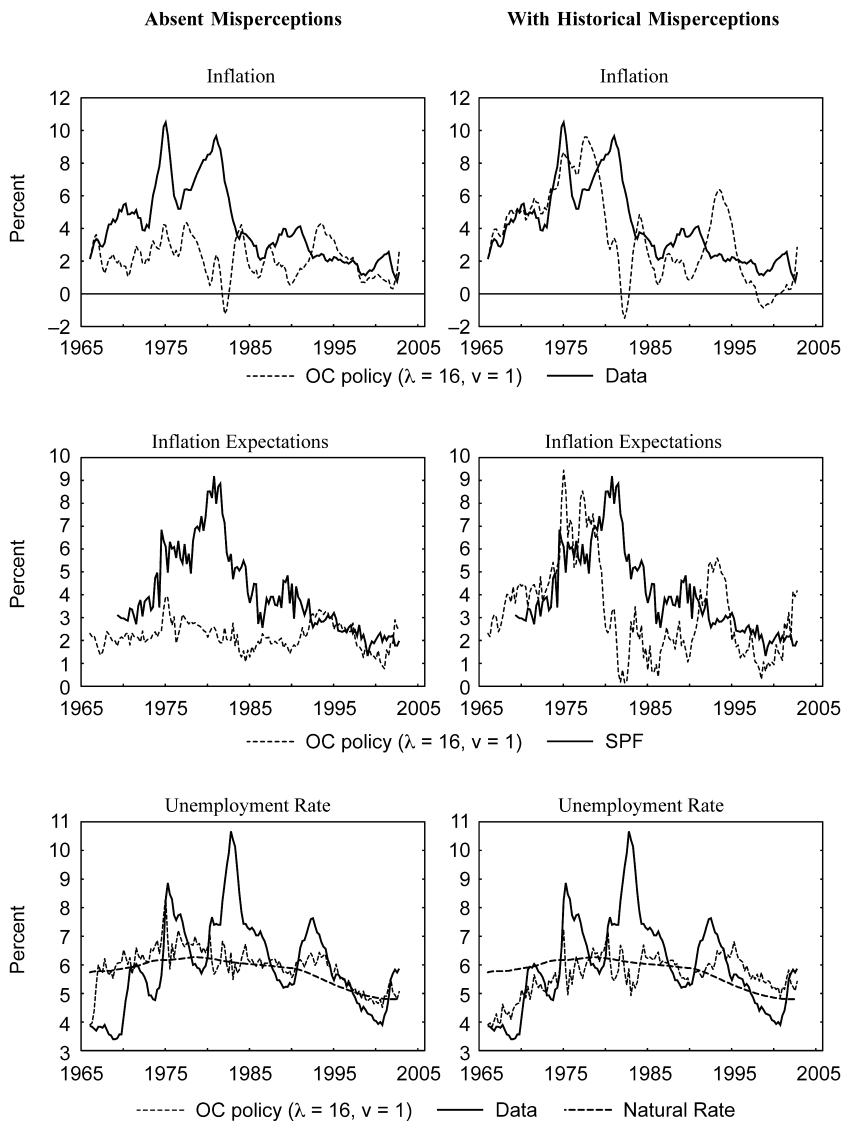 Absent Misperceptions With Historical Misperceptions
Inflation Inflation
12 12
10 10
8 8
6 6
4 4
2 2
0 0
–2 –2
Percent
1965 1975 1985 1995 2005 1965 1975 1985 1995 2005
OC policy (λ = 16, v = 1) Data
Inflation Expectations Inflation Expectations
10 10
9 9
8 8
7 7
6 6
5 5
4 4
3 3
2 2
1 1
0 0
Percent
1965 1975 1985 1995 2005 1965 1975 1985 1995 2005
OC policy (λ = 16, v = 1) SPF
Unemployment Rate Unemployment Rate
11 11
10 10
9 9
8 8
7 7
6 6
5 5
4 4
3 3
Percent
1965 1975 1985 1995 2005 1965 1975 1985 1995 2005
OC policy (λ = 16, v = 1) Data Natural Rate